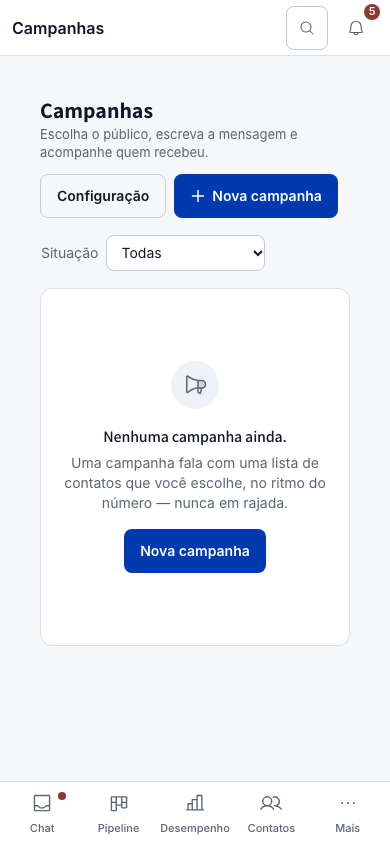 Campanhas
5
Campanhas
Escolha o público, escreva a mensagem e
acompanhe quem recebeu.
Configuração
Nova campanha
Situação
Todas
Nenhuma campanha ainda.
Uma campanha fala com uma lista de
contatos que você escolhe, no ritmo do
número — nunca em rajada.
Nova campanha
Chat
Pipeline
Desempenho
Contatos
Mais